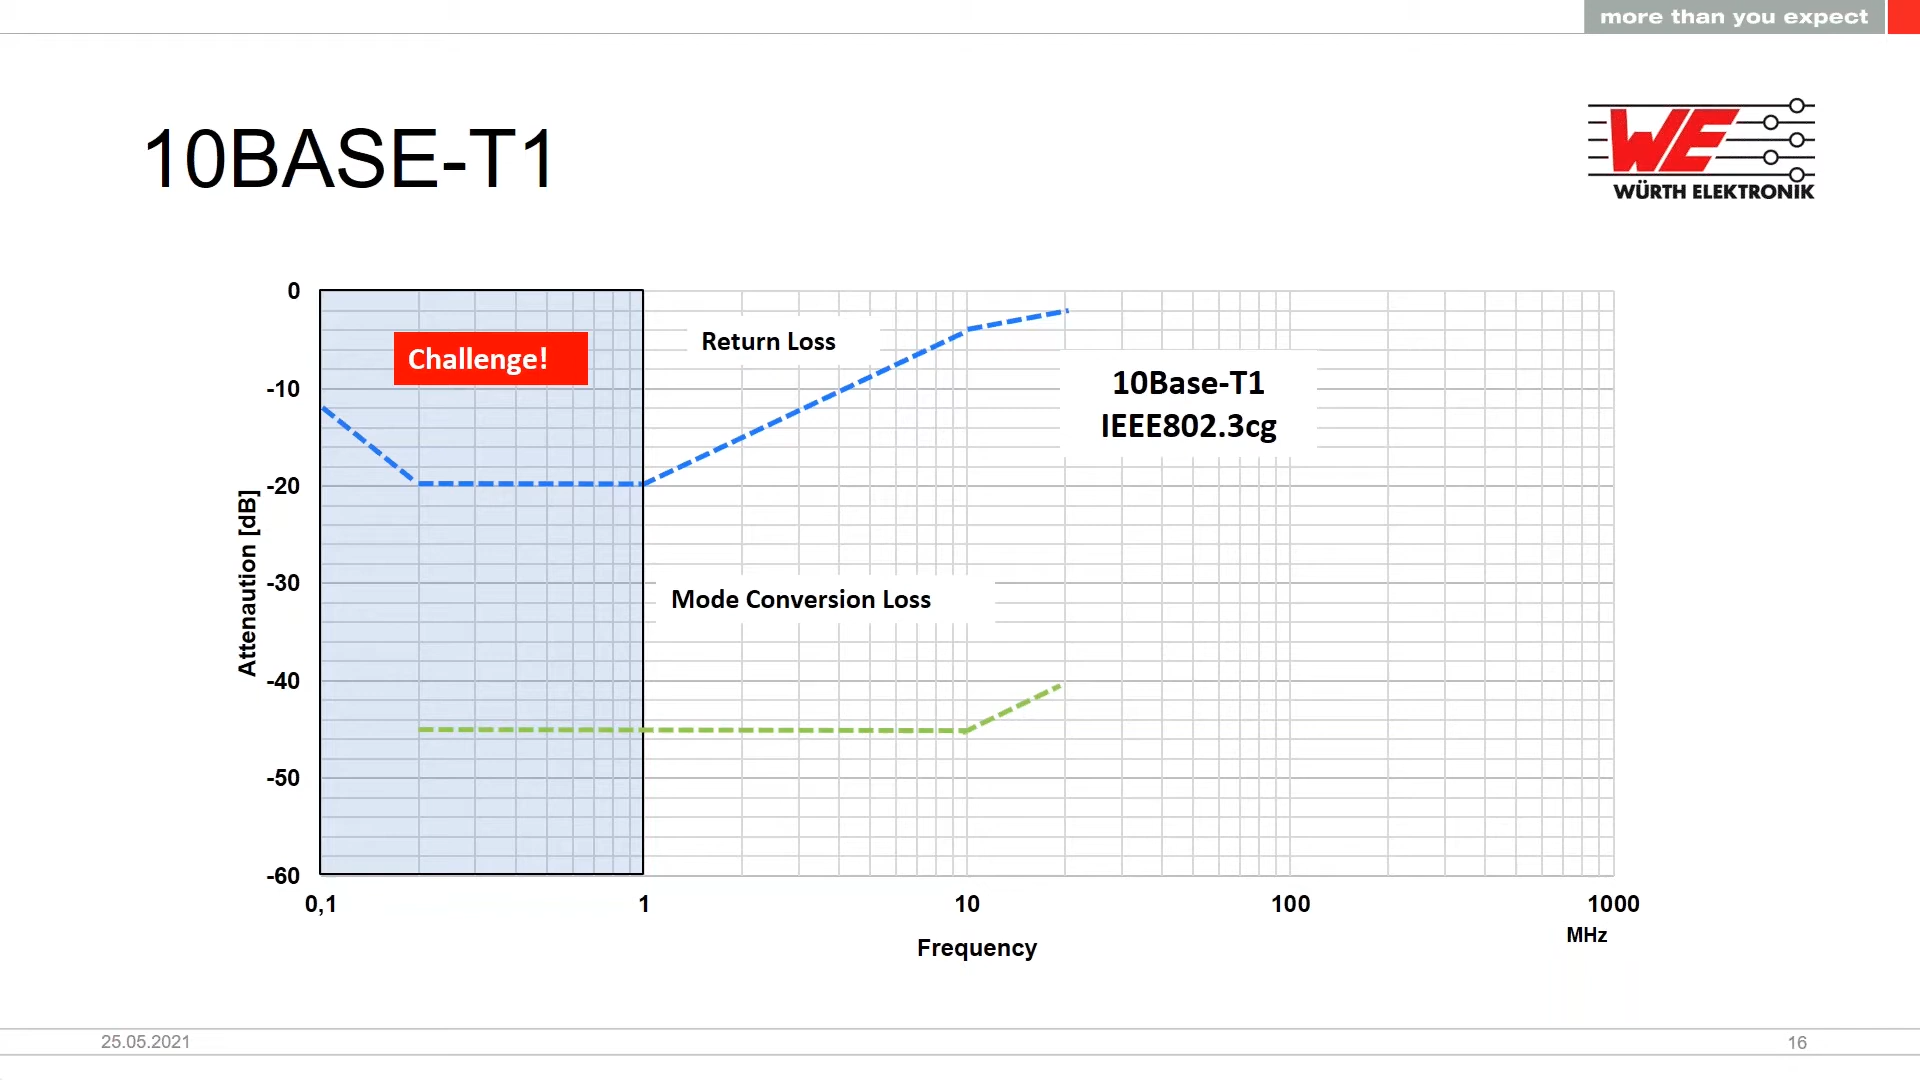 more than you expect
10BASE-T1
WE
WÜRTH ELEKTRONIK
0
Challenge!
Return Loss
-10
10Base-T1
IEEE802.3cg
-20
Attenaution [dB]
-30
Mode Conversion Loss
-40
-50
-60
0,1 1 10 100 1000
MHz
Frequency
25.05.2021 16